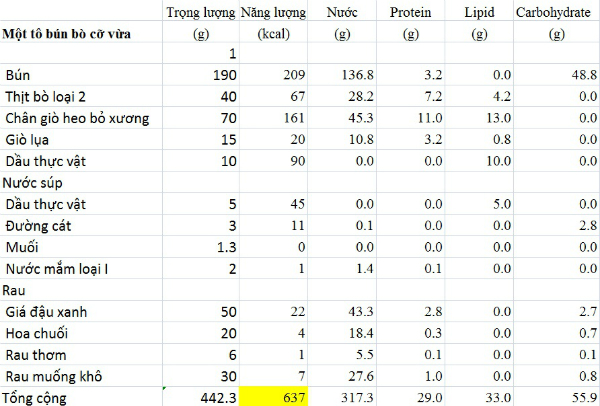 Trọng lượng Năng lượng Nước Protein Lipid Carbohydrate
Một tô bún bò cỡ vừa (g) (kcal) (g) (g) (g) (g)
1
Bún 190 209 136.8 3.2 0.0 48.8
Thịt bò loại 2 40 67 28.2 7.2 4.2 0.0
Chân giò heo bỏ xương 70 161 45.3 11.0 13.0 0.0
Giò lụa 15 20 10.8 3.2 0.8 0.0
Dầu thực vật 10 90 0.0 0.0 10.0 0.0
Nước súp
Dầu thực vật 5 45 0.0 0.0 5.0 0.0
Đường cát 3 11 0.1 0.0 0.0 2.8
Muối 1.3 0 0.0 0.0 0.0 0.0
Nước mắm loại I 2 1 1.4 0.1 0.0 0.0
Rau
Giá đậu xanh 50 22 43.3 2.8 0.0 2.7
Hoa chuối 20 4 18.4 0.3 0.0 0.7
Rau thơm 6 1 5.5 0.1 0.0 0.1
Rau muống khô 30 7 27.6 1.0 0.0 0.8
Tổng cộng 442.3 637 317.3 29.0 33.0 55.9